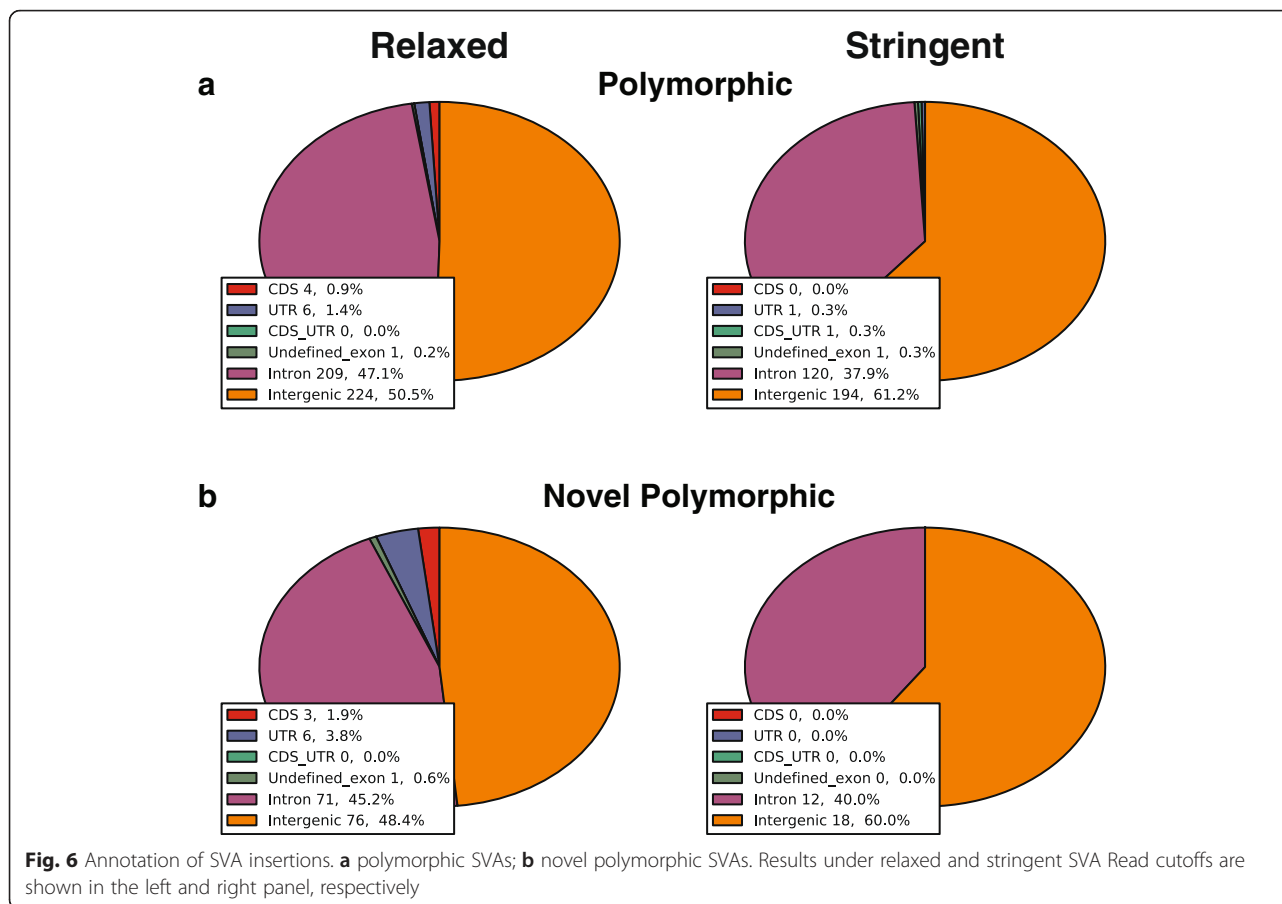 Relaxed
Stringent
a
Polymorphic
CDS 4, 0.9%
UTR 6, 1.4%
CDS_UTR 0, 0.0%
Undefined_exon 1, 0.2%
Intron 209, 47.1%
Intergenic 224, 50.5%
CDS 0, 0.0%
UTR 1, 0.3%
CDS_UTR 1, 0.3%
Undefined_exon 1, 0.3%
Intron 120, 37.9%
Intergenic 194, 61.2%
b
Novel Polymorphic
CDS 3, 1.9%
UTR 6, 3.8%
CDS_UTR 0, 0.0%
Undefined_exon 1, 0.6%
Intron 71, 45.2%
Intergenic 76, 48.4%
CDS 0, 0.0%
UTR 0, 0.0%
CDS_UTR 0, 0.0%
Undefined_exon 0, 0.0%
Intron 12, 40.0%
Intergenic 18, 60.0%
Fig. 6 Annotation of SVA insertions. a polymorphic SVAs; b novel polymorphic SVAs. Results under relaxed and stringent SVA Read cutoffs are
shown in the left and right panel, respectively